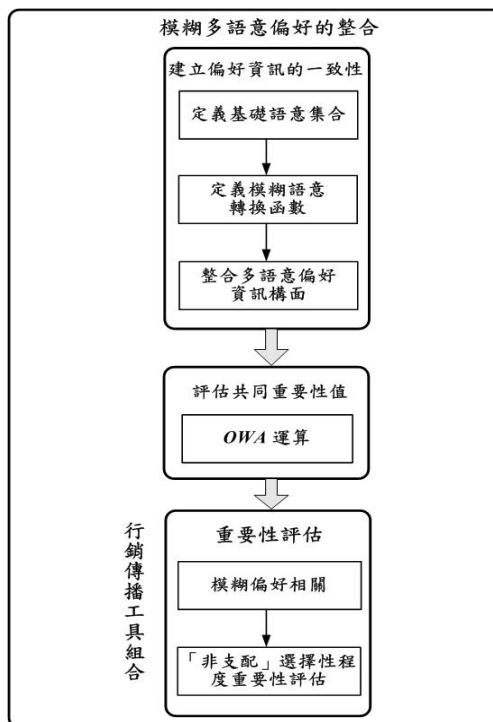 模糊多語意偏好的整合
建立偏好資訊的一致性
定義基礎語意集合
定義模糊語意
轉換函數
整合多語意偏好
資訊構面
評估共同重要性值
OWA 運算
行銷傳播工具組合
重要性評估
模糊偏好相關
「非支配」選擇性程
度重要性評估